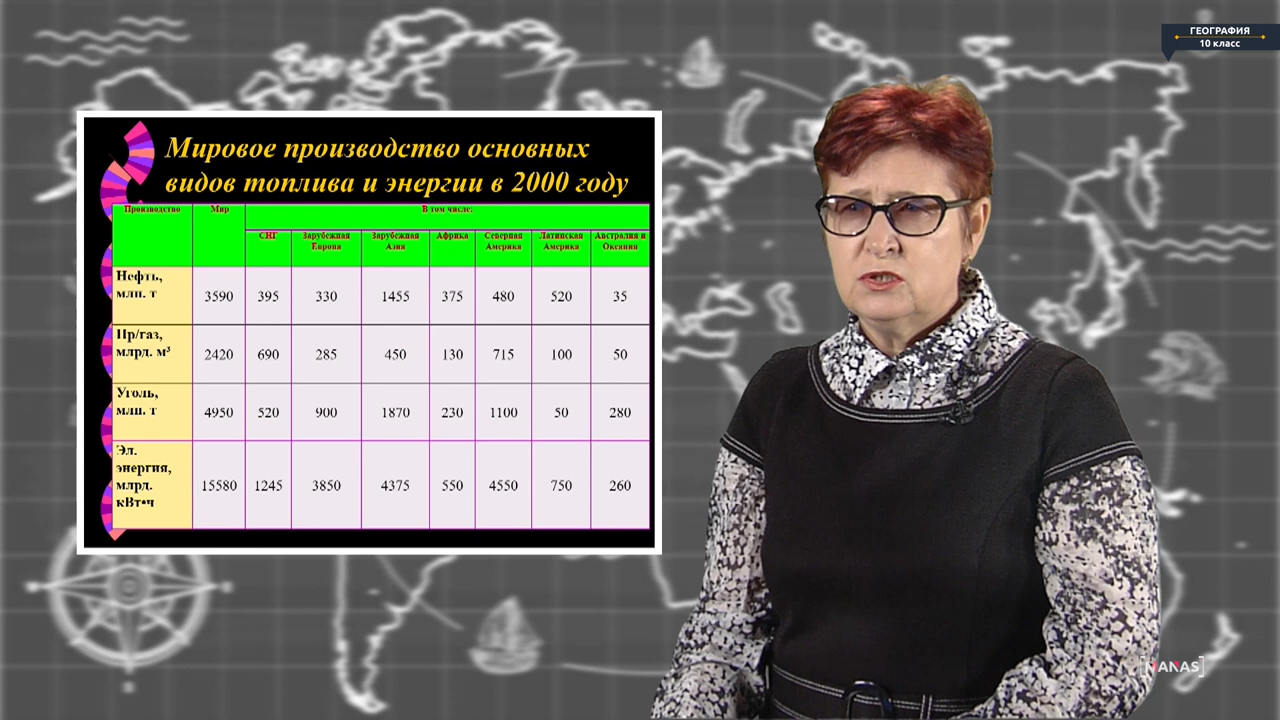 ГЕОГРАФИЯ
10 класс
Мировое производство основных
видов топлива и энергии в 2000 году
Производство Мир В том числе:
СНГ Зарубежная Европа Зарубежная Азия Африка Северная Америка Латинская Америка Австралия и Океания
Нефть, млн. т 3590 395 330 1455 375 480 520 35
Пр/газ, млрд. м³ 2420 690 285 450 130 715 100 50
Уголь, млн. т 4950 520 900 1870 230 1100 50 280
Эл. энергия, млрд. кВт•ч 15580 1245 3850 4375 550 4550 750 260
[NANAS]